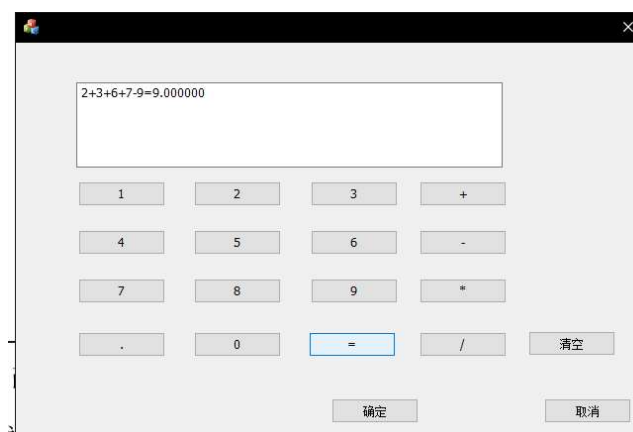 2+3+6+7-9=9.000000
1 2 3 +
4 5 6 -
7 8 9 *
. 0 = / 清空
确定 取消